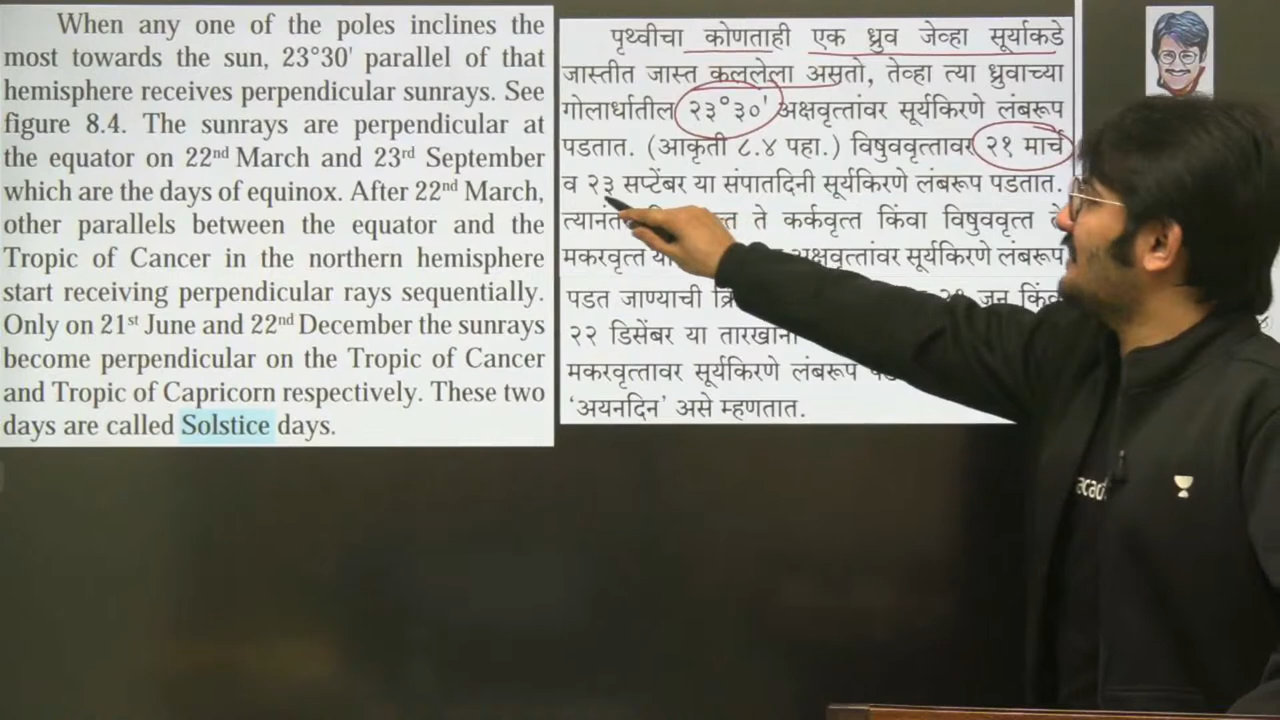 When any one of the poles inclines the
most towards the sun, 23°30' parallel of that
hemisphere receives perpendicular sunrays. See
figure 8.4. The sunrays are perpendicular at
the equator on 22nd March and 23rd September
which are the days of equinox. After 22nd March,
other parallels between the equator and the
Tropic of Cancer in the northern hemisphere
start receiving perpendicular rays sequentially.
Only on 21st June and 22nd December the sunrays
become perpendicular on the Tropic of Cancer
and Tropic of Capricorn respectively. These two
days are called Solstice days.
पृथ्वीचा कोणताही एक ध्रुव जेव्हा सूर्याकडे
जास्तीत जास्त कललेला असतो, तेव्हा त्या ध्रुवाच्या
गोलार्धातील २३°३०' अक्षवृत्तांवर सूर्यकिरणे लंबरूप
पडतात. (आकृती ८.४ पहा.) विषुववृत्तावर २१ मार्च
व २३ सप्टेंबर या संपातदिनी सूर्यकिरणे लंबरूप पडतात.
ते कर्कवृत्त किंवा विषुववृत्त
मकरवृत्त अक्षवृत्तांवर सूर्यकिरणे लंबरूप
पडत जाण्याची जून
२२ डिसेंबर या
मकरवृत्तावर सूर्यकिरणे लंबरूप
‘अयनदिन’ असे म्हणतात.